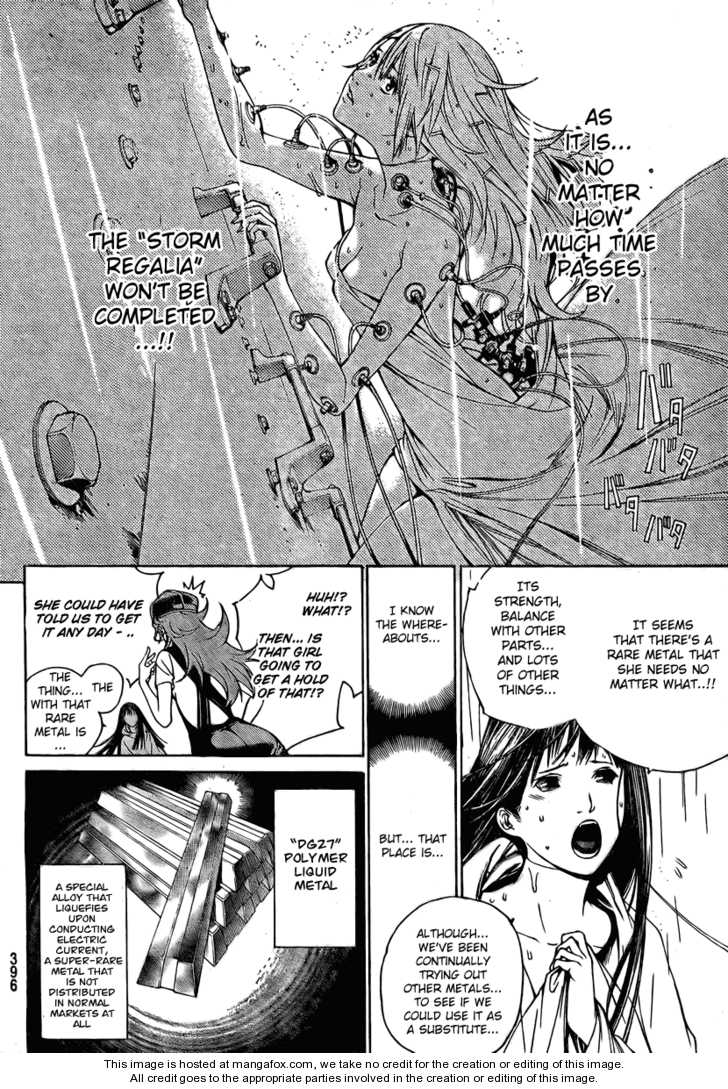 AS
IT IS...
NO
MATTER
HOW
MUCH TIME
PASSES
BY
THE "STORM
REGALIA"
WON'T BE
COMPLETED
...!!
バタ
バタ
バタ
IT SEEMS
THAT THERE'S A
RARE METAL THAT
SHE NEEDS NO
MATTER WHAT..!!
ITS
STRENGTH,
BALANCE
WITH OTHER
PARTS...
...AND LOTS
OF OTHER
THINGS...
ALTHOUGH...
WE'VE BEEN
CONTINUALLY
TRYING OUT
OTHER METALS...
TO SEE IF WE
COULD USE IT AS
A SUBSTITUTE...
I KNOW
THE WHERE-
ABOUTS...
BUT... THAT
PLACE IS...
HUH!?
WHAT!?
THEN... IS
THAT GIRL
GOING TO
GET A HOLD
OF THAT!?
SHE COULD HAVE
TOLD US TO GET
IT ANY DAY - ..
THE
THE
THING...
WITH THAT
RARE
METAL IS
...
"DG27"
POLYMER
LIQUID
METAL
A SPECIAL
ALLOY THAT
LIQUEFIES
UPON
CONDUCTING
ELECTRIC
CURRENT,
A SUPER-RARE
METAL THAT
IS NOT
DISTRIBUTED
IN NORMAL
MARKETS AT
ALL
396
This image is hosted at mangafox.com, we take no credit for the creation or editing of this image.
All credit goes to the appropriate parties involved in the creation or editing of this image.